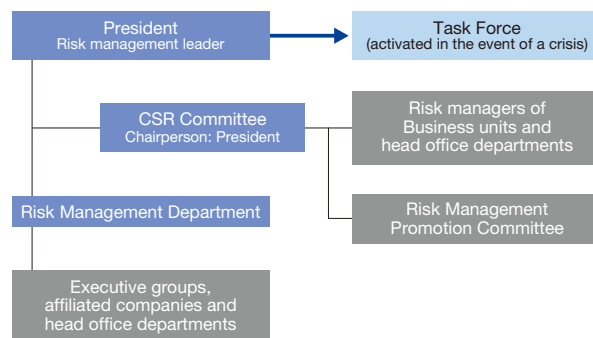 President
Risk management leader
Task Force
(activated in the event of a crisis)
CSR Committee
Chairperson: President
Risk managers of
Business units and
head office departments
Risk Management Department
Risk Management
Promotion Committee
Executive groups,
affiliated companies and
head office departments